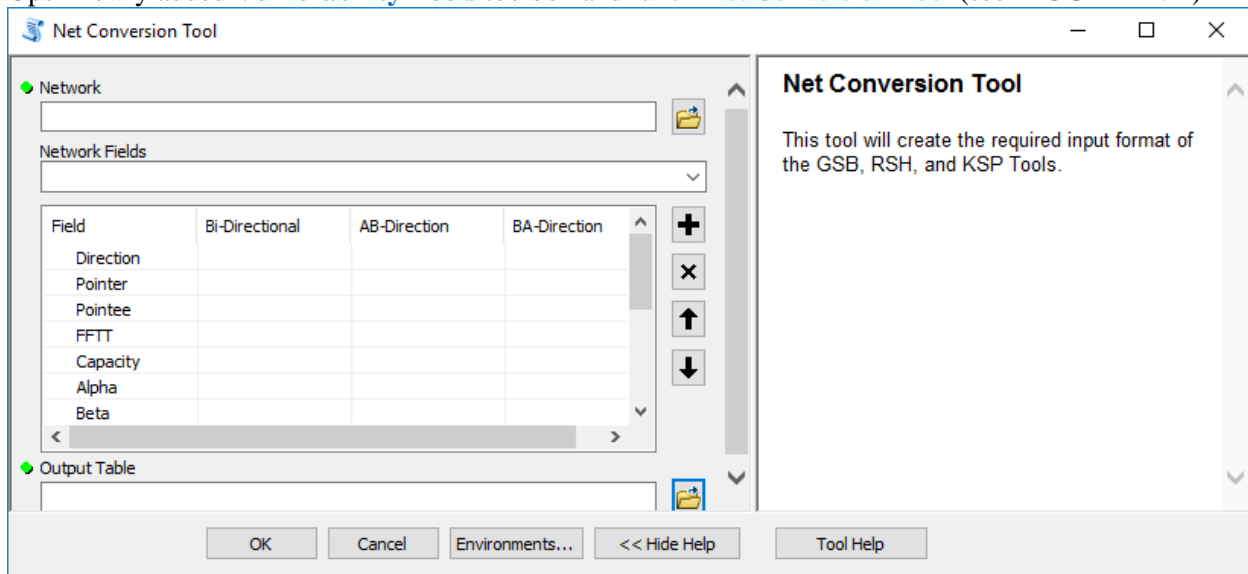 Net Conversion Tool
Network
Network Fields
Field Bi-Directional AB-Direction BA-Direction
Direction
Pointer
Pointee
FFTT
Capacity
Alpha
Beta
Output Table
Net Conversion Tool
This tool will create the required input format of
the GSB, RSH, and KSP Tools.
OK Cancel Environments... << Hide Help Tool Help